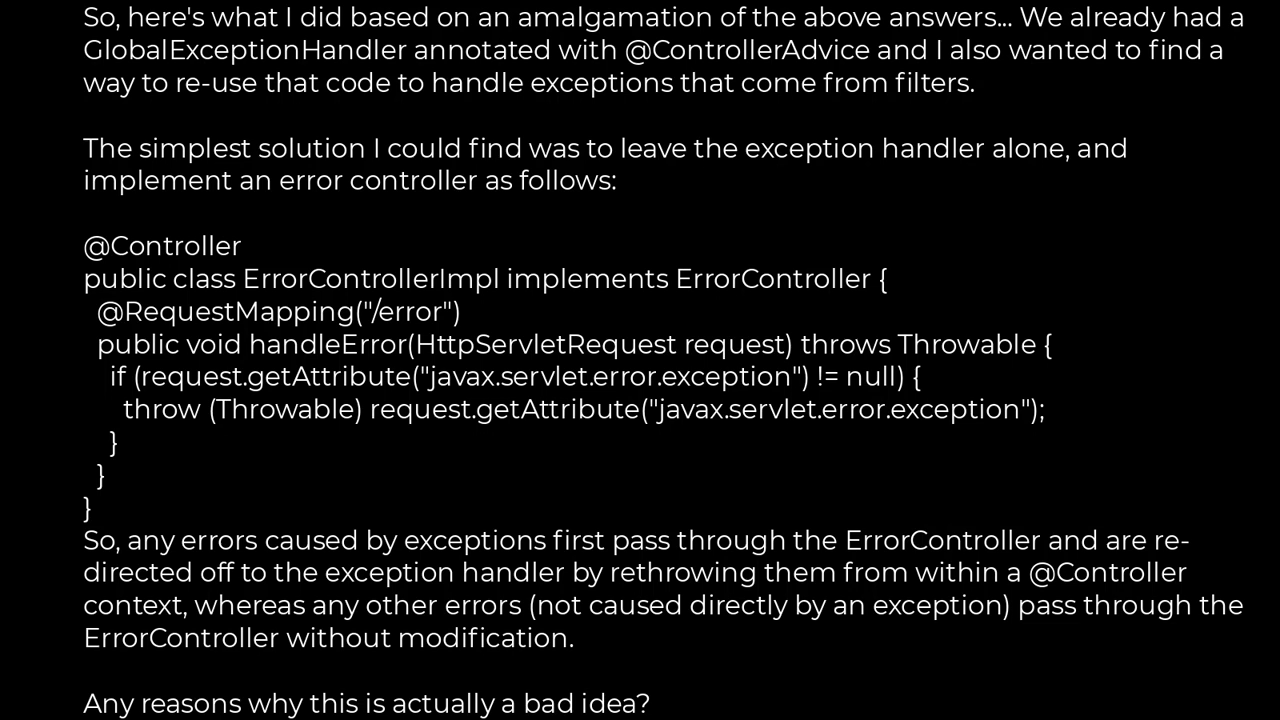 So, here's what I did based on an amalgamation of the above answers... We already had a
GlobalExceptionHandler annotated with @ControllerAdvice and I also wanted to find a
way to re-use that code to handle exceptions that come from filters.

The simplest solution I could find was to leave the exception handler alone, and
implement an error controller as follows:

@Controller
public class ErrorControllerImpl implements ErrorController {
  @RequestMapping("/error")
  public void handleError(HttpServletRequest request) throws Throwable {
    if (request.getAttribute("javax.servlet.error.exception") != null) {
      throw (Throwable) request.getAttribute("javax.servlet.error.exception");
    }
  }
}
So, any errors caused by exceptions first pass through the ErrorController and are re-
directed off to the exception handler by rethrowing them from within a @Controller
context, whereas any other errors (not caused directly by an exception) pass through the
ErrorController without modification.

Any reasons why this is actually a bad idea?